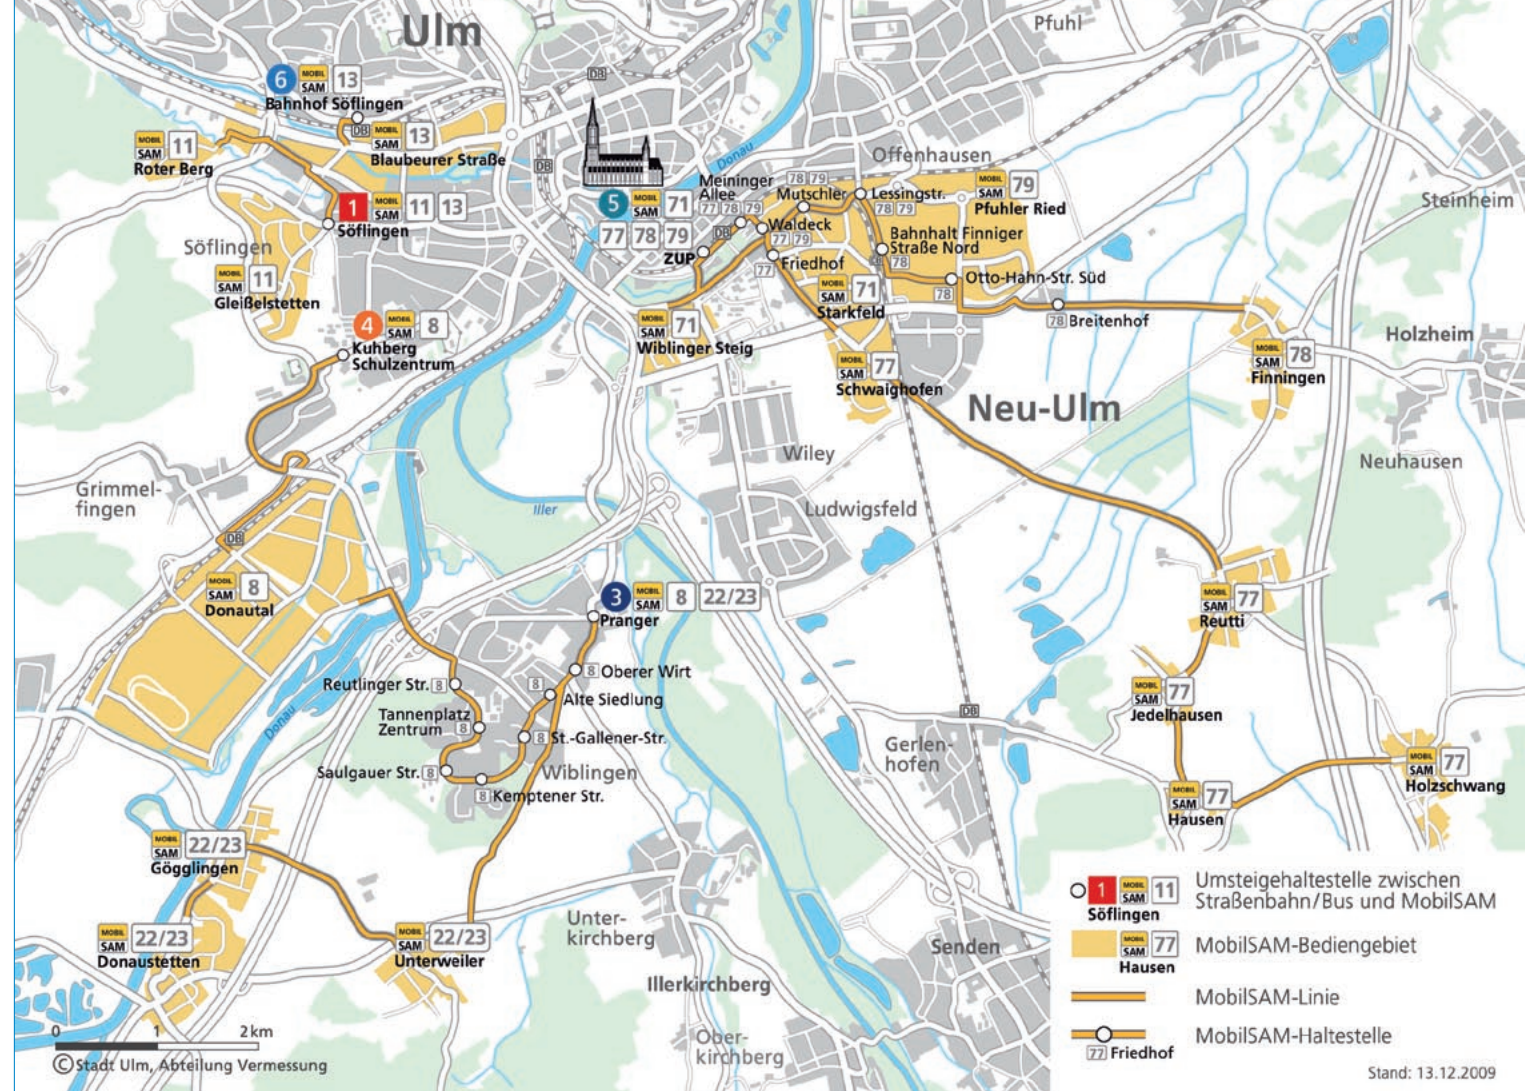 Ulm
Pfuhl
6 MOBIL SAM 13
Bahnhof Söflingen
DB
DB
MOBIL SAM 13
Blaubeurer Straße
MOBIL SAM 11
Roter Berg
DB
Donau
Offenhausen
Steinheim
1 MOBIL SAM 11 13
Söflingen
Söflingen
5 MOBIL SAM 71
77 78 79
ZUP
DB
Meininger
Allee
77 78 79
78 79
Mutschler
Waldeck
77 79
Lessingstr.
78 79
MOBIL SAM 79
Pfuhler Ried
Bahnhalt Finniger
Straße Nord
78
77
Friedhof
Otto-Hahn-Str. Süd
78
MOBIL SAM 11
Gleißelstetten
MOBIL SAM 71
Starkfeld
78 Breitenhof
4 MOBIL SAM 8
Kuhberg
Schulzentrum
MOBIL SAM 71
Wiblinger Steig
MOBIL SAM 77
Schwaighofen
Holzheim
MOBIL SAM 78
Finningen
Neu-Ulm
Wiley
Neuhausen
Grimmel-
fingen
Iller
Ludwigsfeld
DB
MOBIL SAM 8
Donautal
3 MOBIL SAM 8 22/23
Pranger
MOBIL SAM 77
Reutti
8 Oberer Wirt
Reutlinger Str. 8
8
Alte Siedlung
MOBIL SAM 77
Jedelhausen
Donau
Tannenplatz
Zentrum 8
8 St.-Gallener-Str.
DB
Gerlen-
hofen
Saulgauer Str. 8
Wiblingen
8 Kemptener Str.
MOBIL SAM 77
Holzschwang
MOBIL SAM 77
Hausen
MOBIL SAM 22/23
Gögglingen
MOBIL SAM 22/23
Donaustetten
MOBIL SAM 22/23
Unterweiler
Unter-
kirchberg
Illerkirchberg
Ober-
kirchberg
Senden
1 MOBIL SAM 11
Söflingen
Umsteigehaltestelle zwischen
Straßenbahn/Bus und MobilSAM
MOBIL SAM 77
Hausen
MobilSAM-Bediengebiet
MobilSAM-Linie
77 Friedhof
MobilSAM-Haltestelle
0 1 2 km
© Stadt Ulm, Abteilung Vermessung
Stand: 13.12.2009